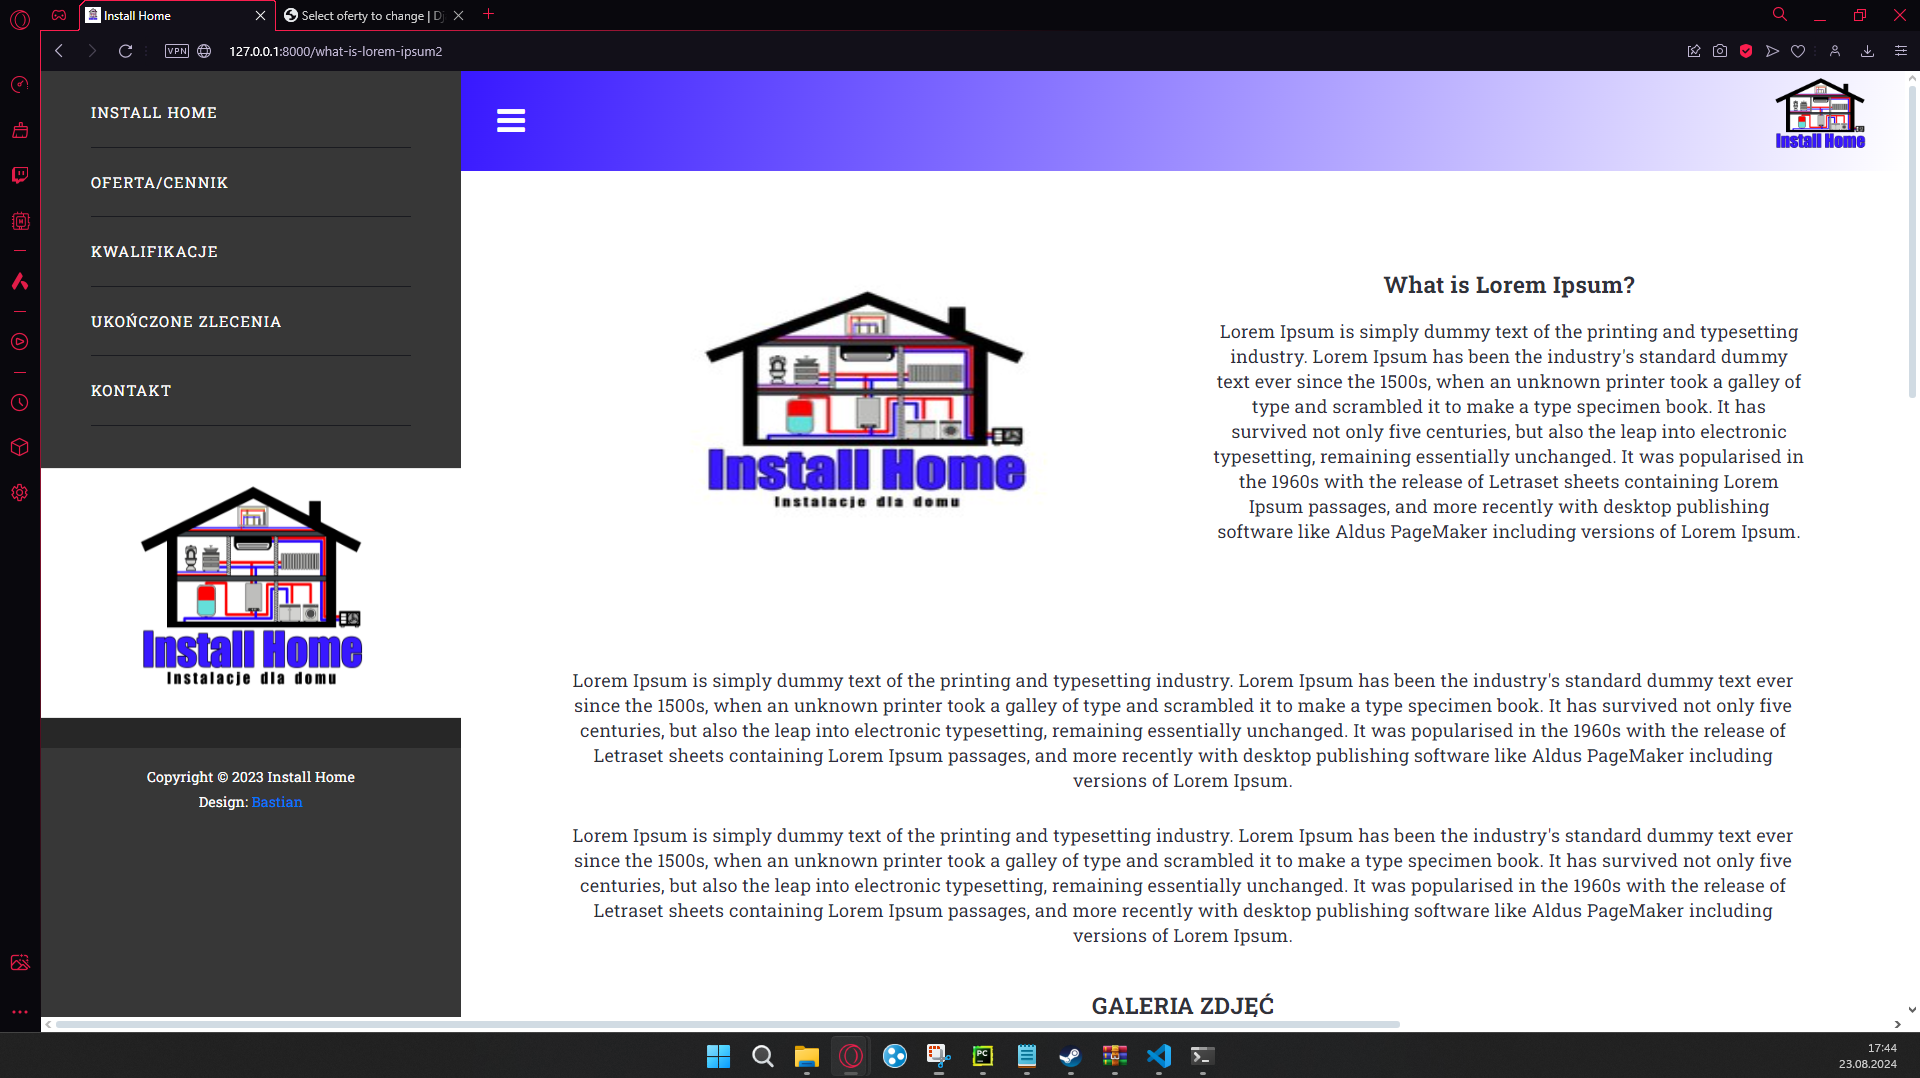 Install Home
Select oferty to change | Dj
VPN
127.0.0.1:8000/what-is-lorem-ipsum2
INSTALL HOME
OFERTA/CENNIK
KWALIFIKACJE
UKOŃCZONE ZLECENIA
KONTAKT
Install Home
Instalacje dla domu
Copyright © 2023 Install Home
Design: Bastian
Install Home
Install Home
Instalacje dla domu
What is Lorem Ipsum?
Lorem Ipsum is simply dummy text of the printing and typesetting
industry. Lorem Ipsum has been the industry's standard dummy
text ever since the 1500s, when an unknown printer took a galley of
type and scrambled it to make a type specimen book. It has
survived not only five centuries, but also the leap into electronic
typesetting, remaining essentially unchanged. It was popularised in
the 1960s with the release of Letraset sheets containing Lorem
Ipsum passages, and more recently with desktop publishing
software like Aldus PageMaker including versions of Lorem Ipsum.
Lorem Ipsum is simply dummy text of the printing and typesetting industry. Lorem Ipsum has been the industry's standard dummy text ever
since the 1500s, when an unknown printer took a galley of type and scrambled it to make a type specimen book. It has survived not only five
centuries, but also the leap into electronic typesetting, remaining essentially unchanged. It was popularised in the 1960s with the release of
Letraset sheets containing Lorem Ipsum passages, and more recently with desktop publishing software like Aldus PageMaker including
versions of Lorem Ipsum.
Lorem Ipsum is simply dummy text of the printing and typesetting industry. Lorem Ipsum has been the industry's standard dummy text ever
since the 1500s, when an unknown printer took a galley of type and scrambled it to make a type specimen book. It has survived not only five
centuries, but also the leap into electronic typesetting, remaining essentially unchanged. It was popularised in the 1960s with the release of
Letraset sheets containing Lorem Ipsum passages, and more recently with desktop publishing software like Aldus PageMaker including
versions of Lorem Ipsum.
GALERIA ZDJĘĆ
PC
17:44
23.08.2024